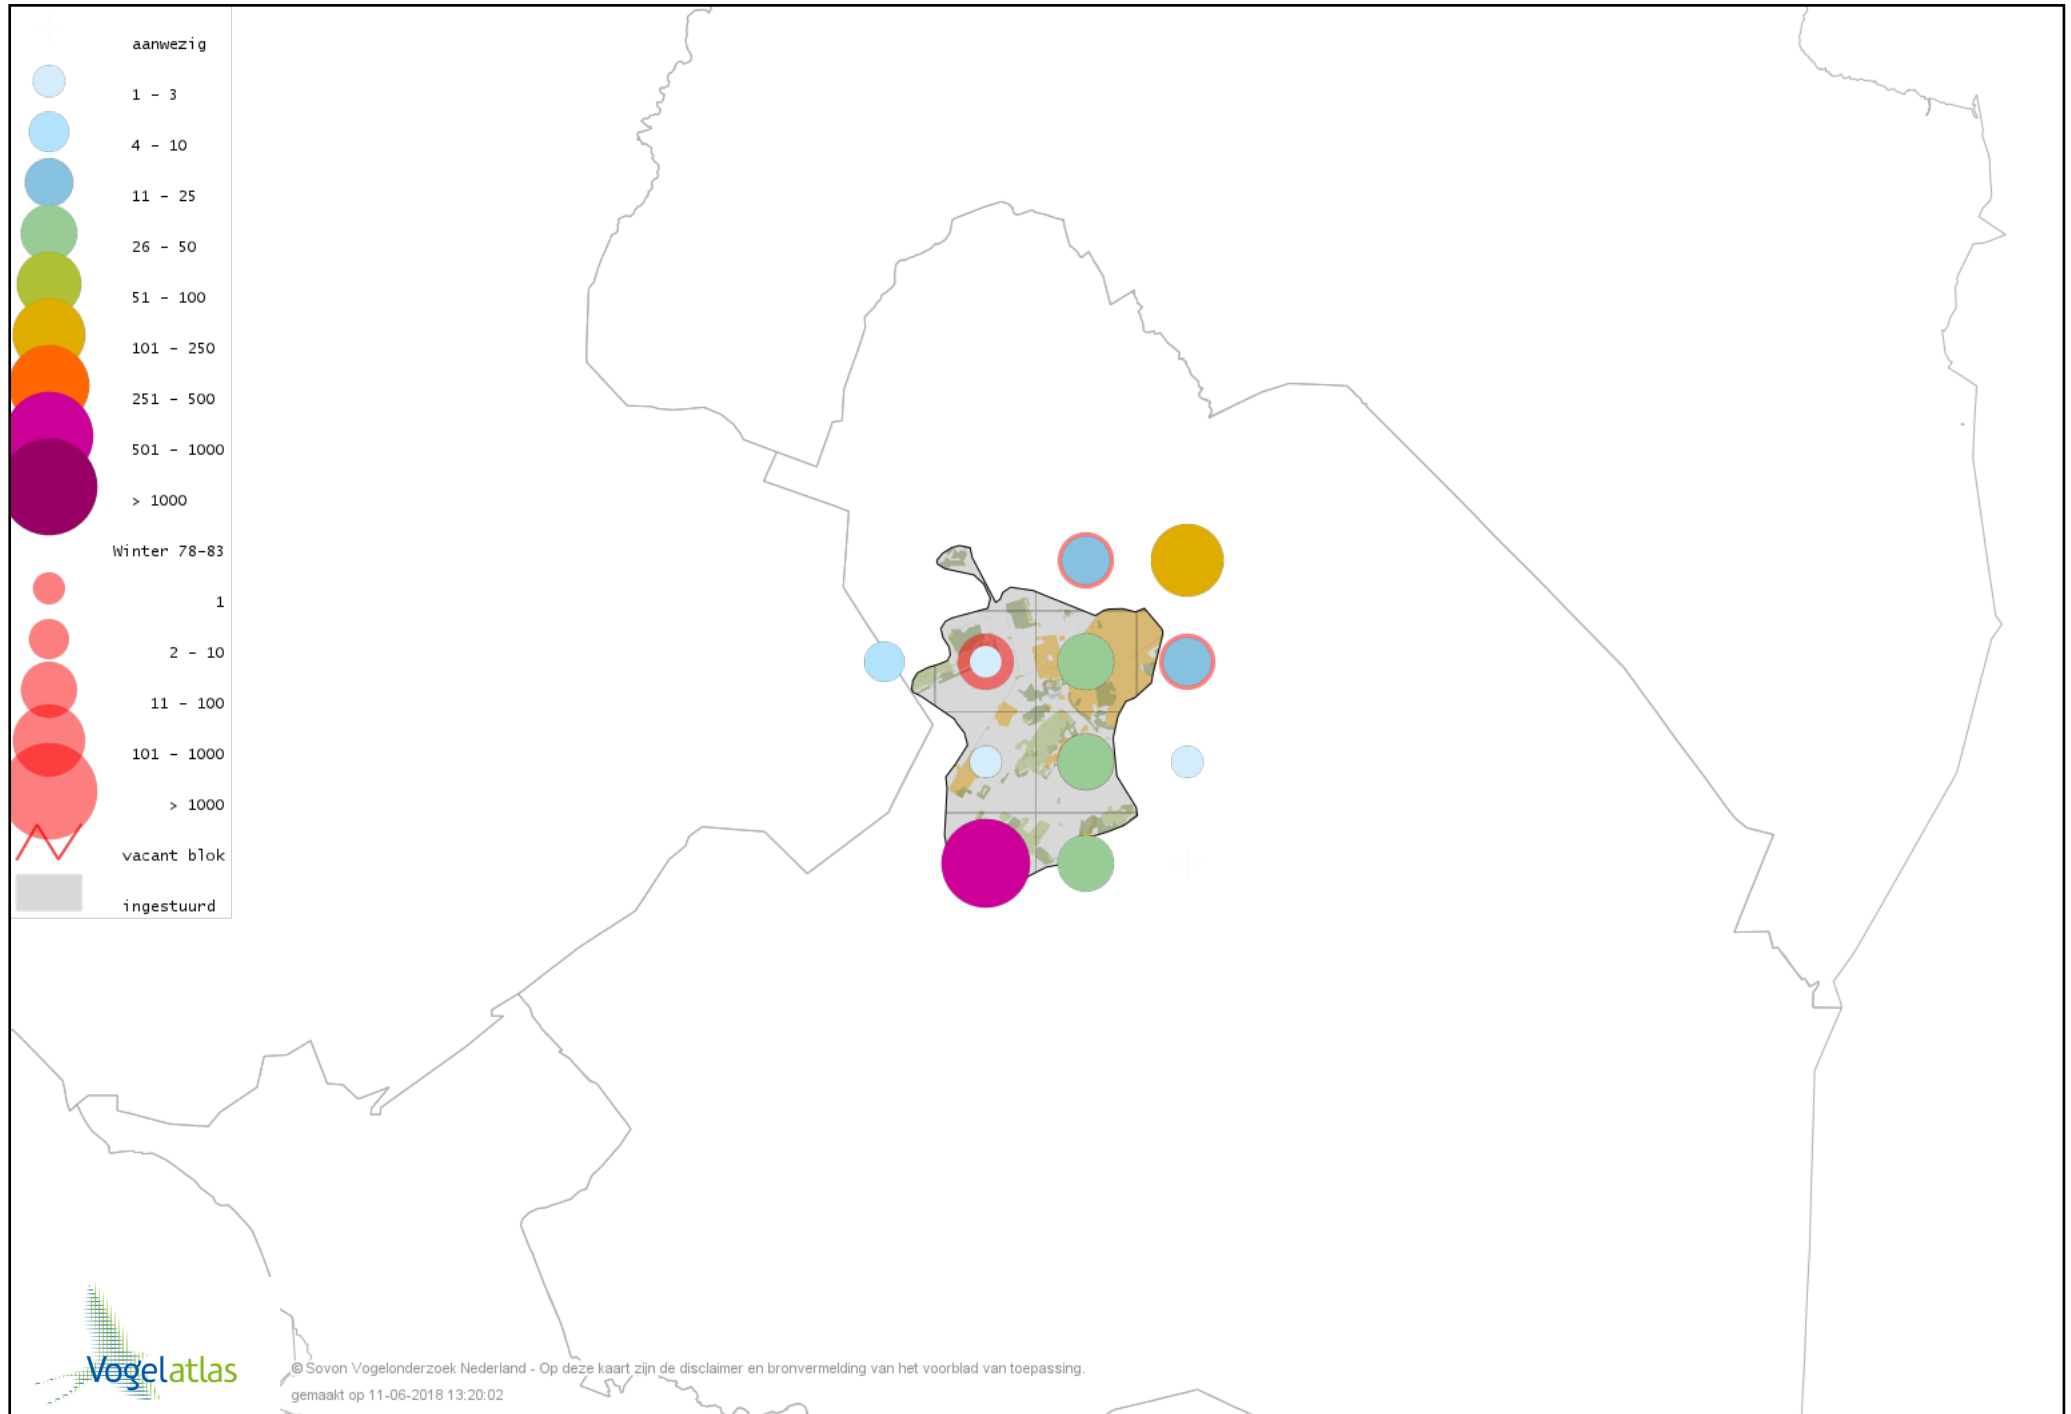 aanwezig
1 - 3
4 - 10
11 - 25
26 - 50
51 - 100
101 - 250
251 - 500
501 - 1000
> 1000
Winter 78-83
1
2 - 10
11 - 100
101 - 1000
> 1000
vacant blok
ingestuurd
Vogelatlas
© Sovon Vogelonderzoek Nederland - Op deze kaart zijn de disclaimer en bronvermelding van het voorblad van toepassing.
gemaakt op 11-06-2018 13:20:02